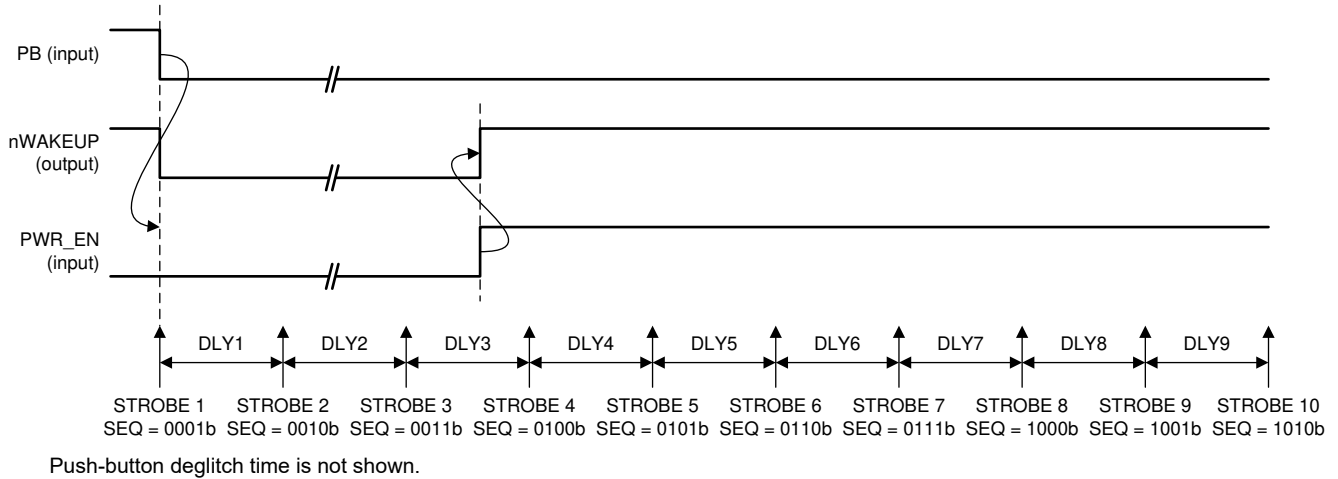 PB (input)
nWAKEUP
(output)
PWR_EN
(input)
DLY1 DLY2 DLY3 DLY4 DLY5 DLY6 DLY7 DLY8 DLY9
STROBE 1 STROBE 2 STROBE 3 STROBE 4 STROBE 5 STROBE 6 STROBE 7 STROBE 8 STROBE 9 STROBE 10
SEQ = 0001b SEQ = 0010b SEQ = 0011b SEQ = 0100b SEQ = 0101b SEQ = 0110b SEQ = 0111b SEQ = 1000b SEQ = 1001b SEQ = 1010b
Push-button deglitch time is not shown.